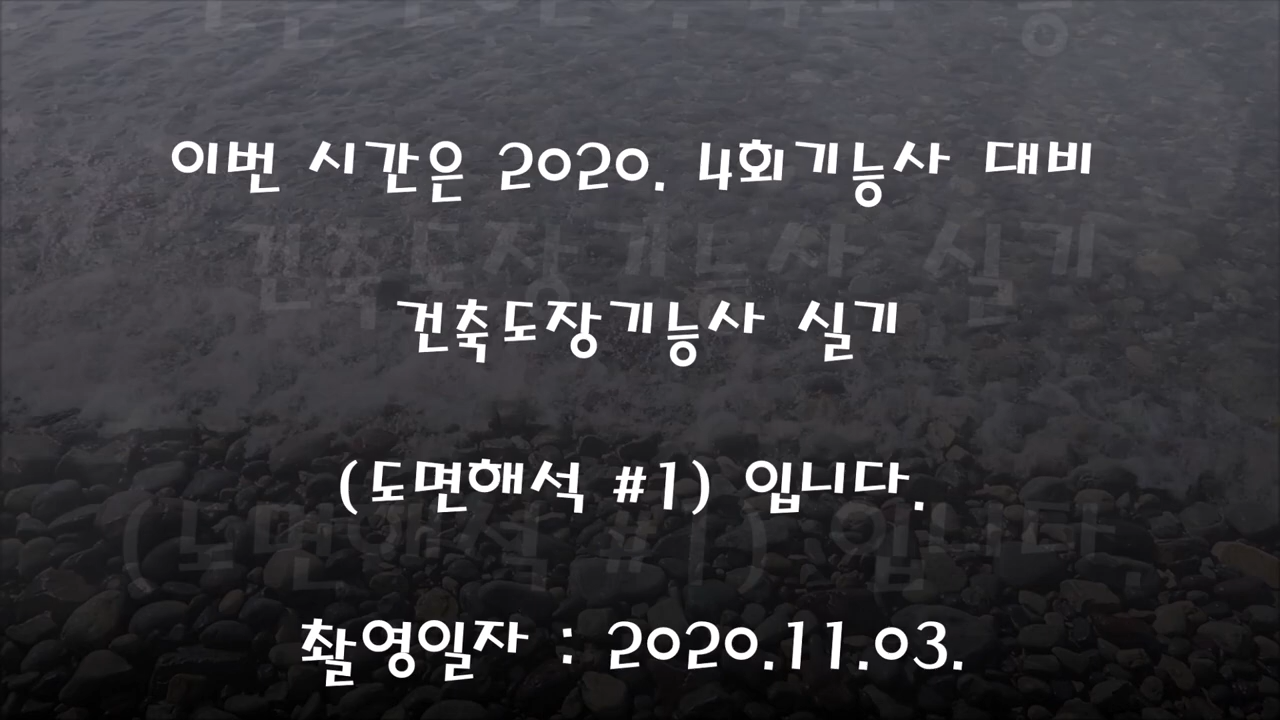 이번 시간은 2020. 4회기능사 대비
건축도장기능사 실기
(도면해석 #1) 입니다.
촬영일자 : 2020.11.03.